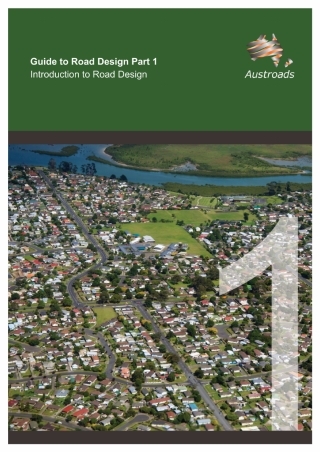 Guide to Road Design Part 1
Introduction to Road Design
Austroads
1